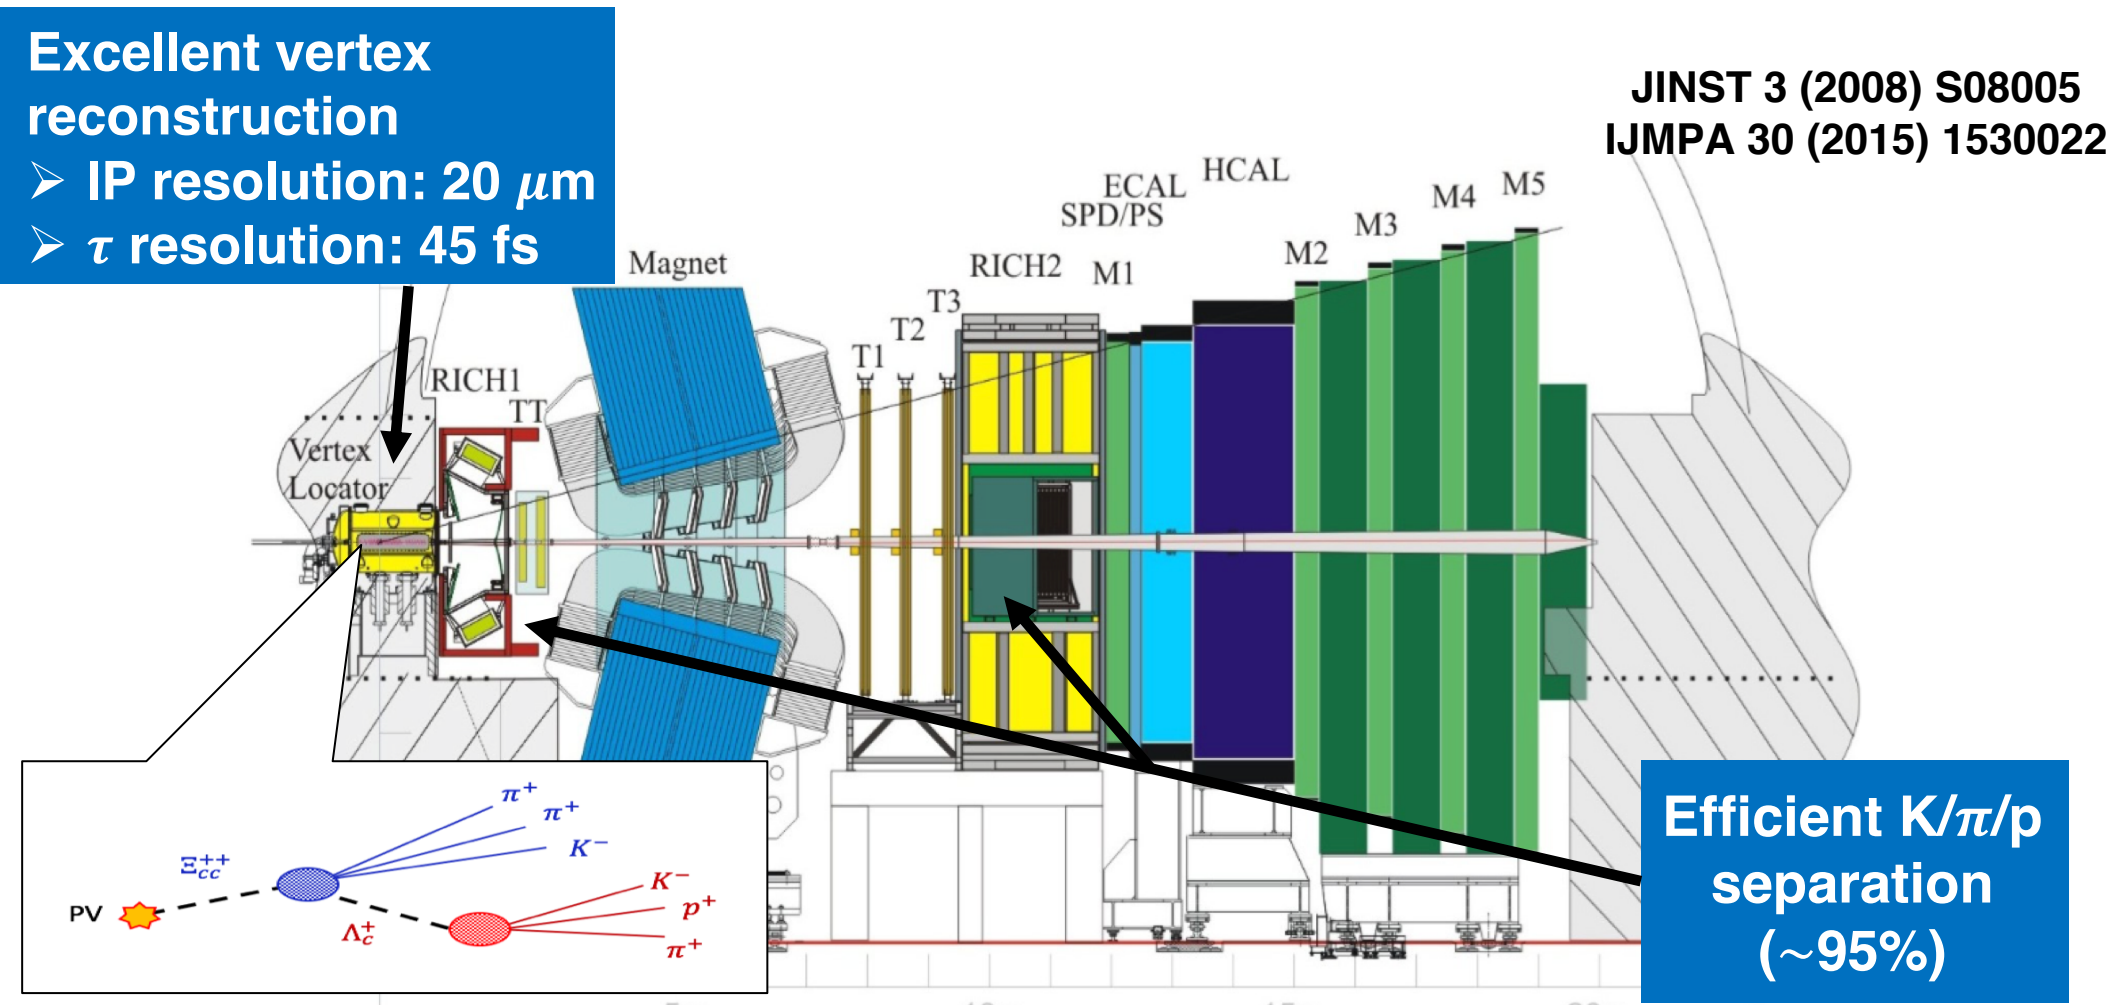 Excellent vertex
reconstruction
➢ IP resolution: 20 μm
➢ τ resolution: 45 fs
JINST 3 (2008) S08005
IJMPA 30 (2015) 1530022
HCAL
ECAL
SPD/PS
M5
M4
M3
M2
M1
RICH2
Magnet
T3
T2
T1
RICH1
TT
Vertex
Locator
π⁺
π⁺
K⁻
Ξcc⁺⁺
PV
Λc⁺
K⁻
p⁺
π⁺
Efficient K/π/p
separation
(~95%)